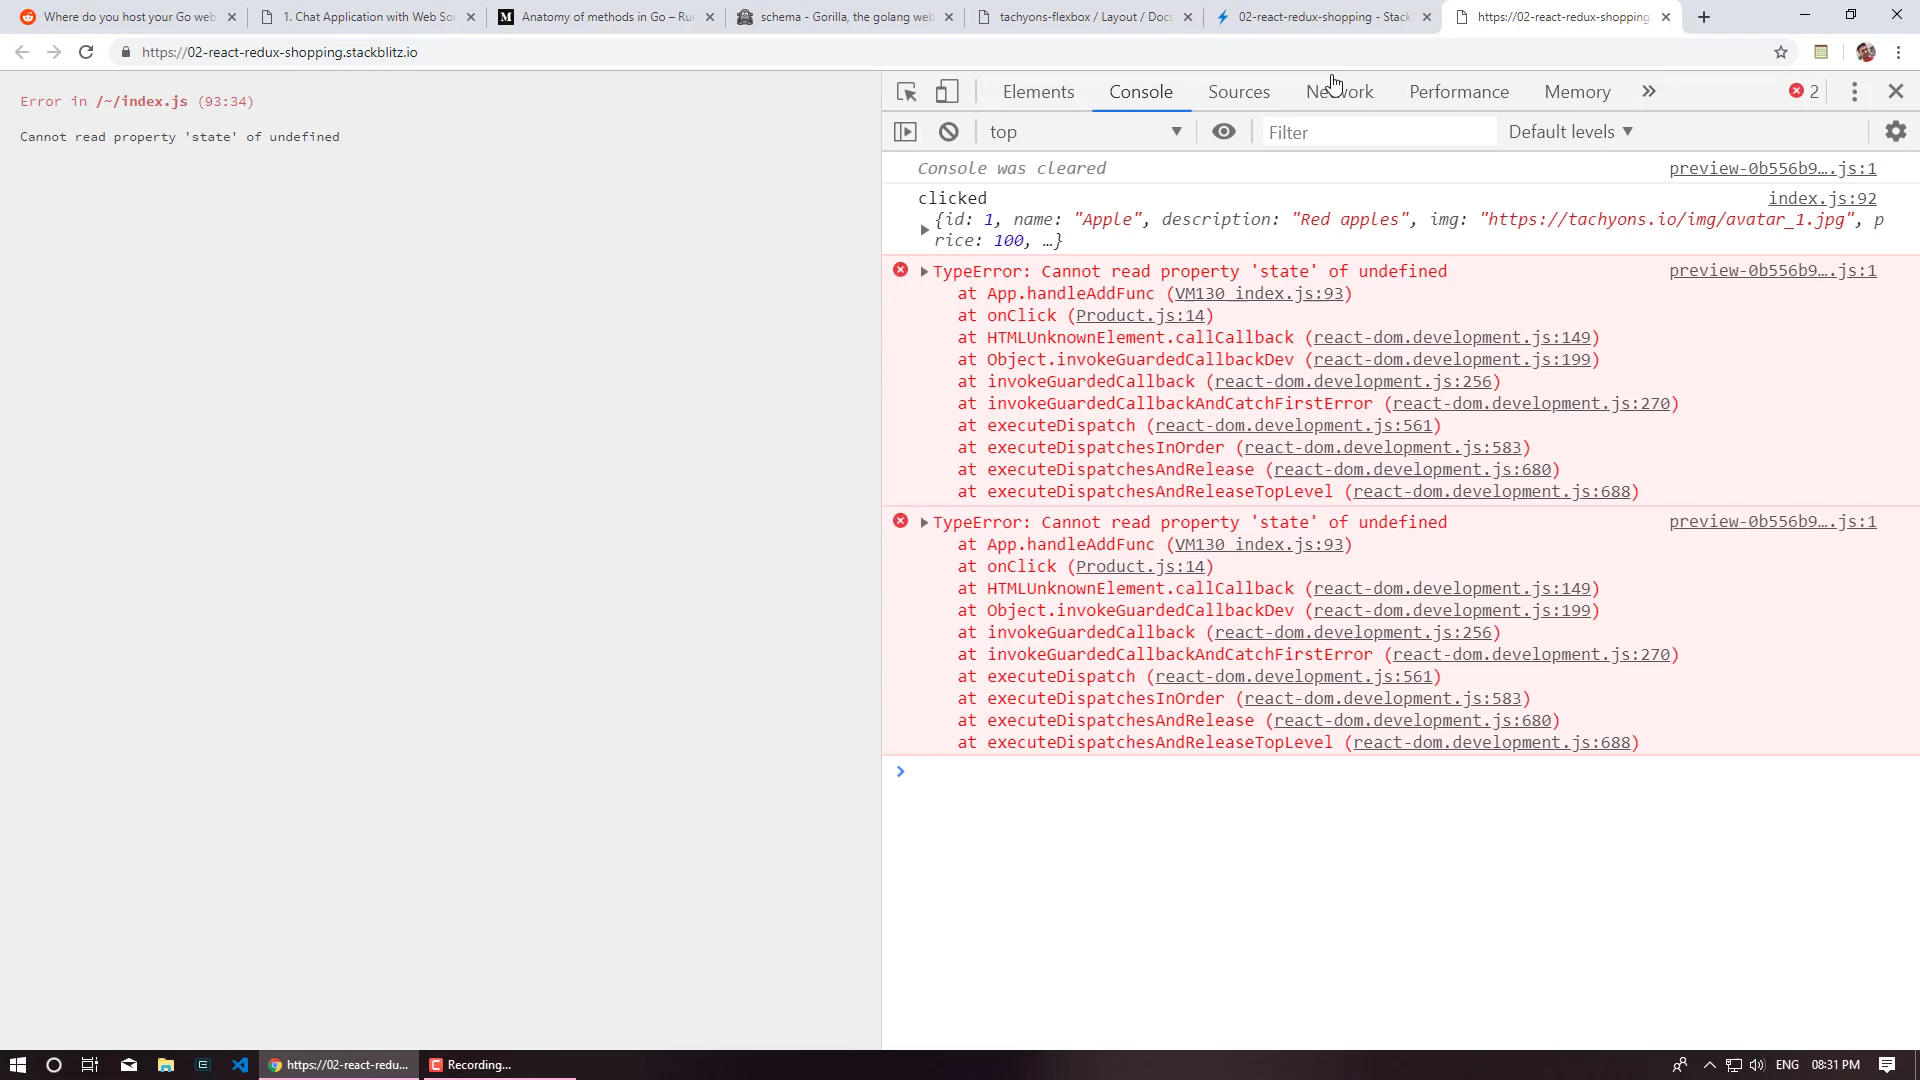 Where do you host your Go web
1. Chat Application with Web Soc
Anatomy of methods in Go – Ru
schema - Gorilla, the golang web
tachyons-flexbox / Layout / Docs
02-react-redux-shopping - Stack
https://02-react-redux-shopping
https://02-react-redux-shopping.stackblitz.io
Error in /~/index.js (93:34)
Cannot read property 'state' of undefined
Elements
Console
Sources
Network
Performance
Memory
2
top
Filter
Default levels
Console was cleared
preview-0b556b9….js:1
clicked
index.js:92
{id: 1, name: "Apple", description: "Red apples", img: "https://tachyons.io/img/avatar_1.jpg", p
rice: 100, …}
TypeError: Cannot read property 'state' of undefined
preview-0b556b9….js:1
at App.handleAddFunc (VM130 index.js:93)
at onClick (Product.js:14)
at HTMLUnknownElement.callCallback (react-dom.development.js:149)
at Object.invokeGuardedCallbackDev (react-dom.development.js:199)
at invokeGuardedCallback (react-dom.development.js:256)
at invokeGuardedCallbackAndCatchFirstError (react-dom.development.js:270)
at executeDispatch (react-dom.development.js:561)
at executeDispatchesInOrder (react-dom.development.js:583)
at executeDispatchesAndRelease (react-dom.development.js:680)
at executeDispatchesAndReleaseTopLevel (react-dom.development.js:688)
TypeError: Cannot read property 'state' of undefined
preview-0b556b9….js:1
at App.handleAddFunc (VM130 index.js:93)
at onClick (Product.js:14)
at HTMLUnknownElement.callCallback (react-dom.development.js:149)
at Object.invokeGuardedCallbackDev (react-dom.development.js:199)
at invokeGuardedCallback (react-dom.development.js:256)
at invokeGuardedCallbackAndCatchFirstError (react-dom.development.js:270)
at executeDispatch (react-dom.development.js:561)
at executeDispatchesInOrder (react-dom.development.js:583)
at executeDispatchesAndRelease (react-dom.development.js:680)
at executeDispatchesAndReleaseTopLevel (react-dom.development.js:688)
https://02-react-redu...
Recording...
ENG
08:31 PM